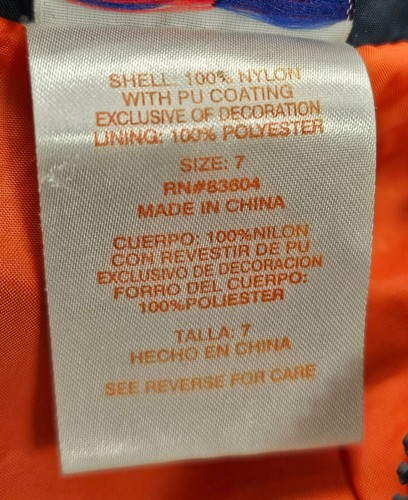 SHELL: 100% NYLON
WITH PU COATING
EXCLUSIVE OF DECORATION
LINING: 100% POLYESTER
SIZE: 7
RN#83604
MADE IN CHINA
CUERPO: 100%NILON
CON REVESTIR DE PU
EXCLUSIVO DE DECORACION
FORRO DEL CUERPO:
100%POLIESTER
TALLA: 7
HECHO EN CHINA
SEE REVERSE FOR CARE